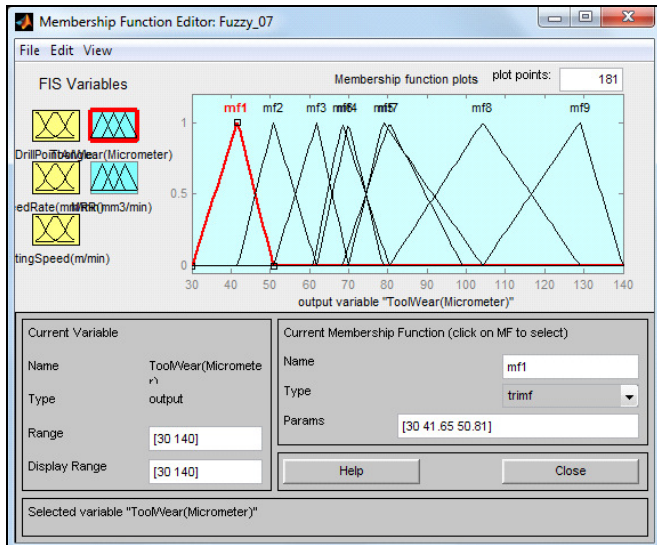 Membership Function Editor: Fuzzy_07
File Edit View
FIS Variables
Membership function plots
plot points:
181
mf1 mf2 mf3 mf8 mf9
ToolWear(Micrometer)
1
0.5
0
30 40 50 60 70 80 90 100 110 120 130 140
output variable "ToolWear(Micrometer)"
Current Variable
Name
ToolWear(Micromete
r)
Type
output
Range
[30 140]
Display Range
[30 140]
Current Membership Function (click on MF to select)
Name
mf1
Type
trimf
Params
[30 41.65 50.81]
Help
Close
Selected variable "ToolWear(Micrometer)"